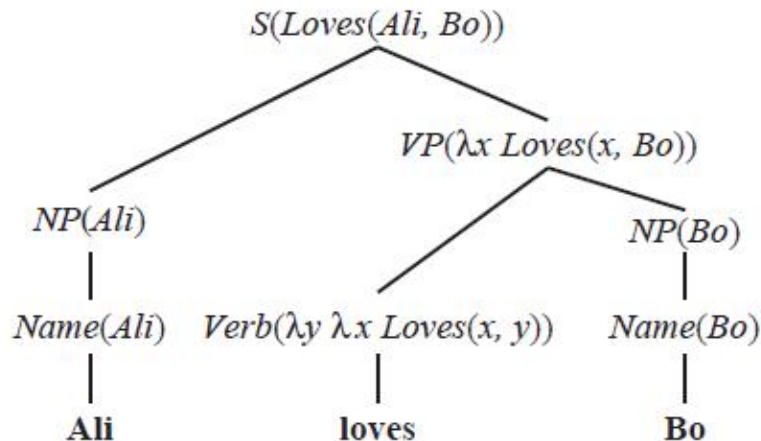 S(Loves(Ali, Bo))
VP(λx Loves(x, Bo))
NP(Ali)
NP(Bo)
Name(Ali)
Verb(λy λx Loves(x, y))
Name(Bo)
Ali
loves
Bo